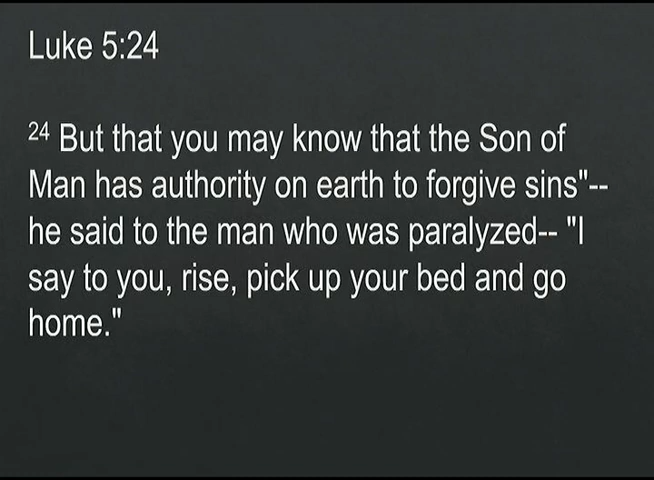 Luke 5:24
24 But that you may know that the Son of
Man has authority on earth to forgive sins"--
he said to the man who was paralyzed-- "I
say to you, rise, pick up your bed and go
home."